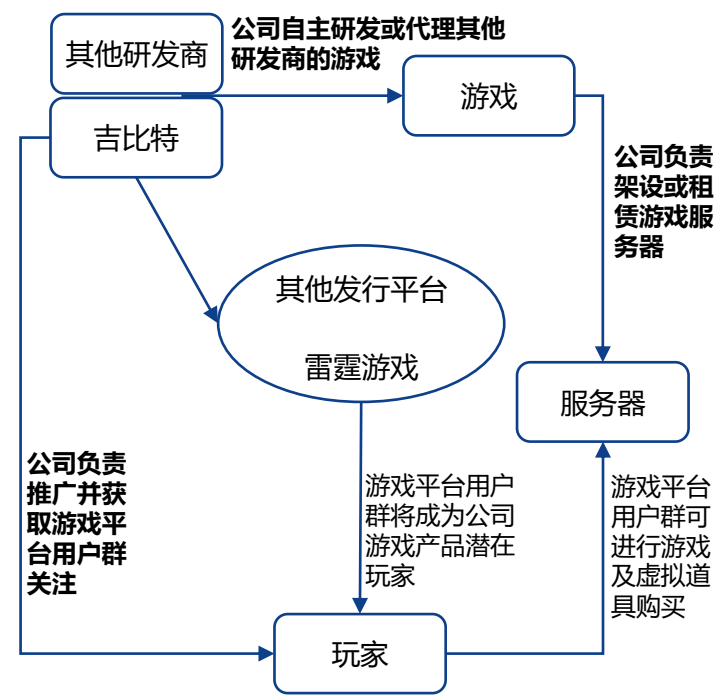 其他研发商
公司自主研发或代理其他
研发商的游戏
游戏
吉比特
公司负责
架设或租
赁游戏服
务器
其他发行平台
雷霆游戏
服务器
公司负责
推广并获
取游戏平
台用户群
关注
游戏平台用户
群将成为公司
游戏产品潜在
玩家
游戏平台
用户群可
进行游戏
及虚拟道
具购买
玩家